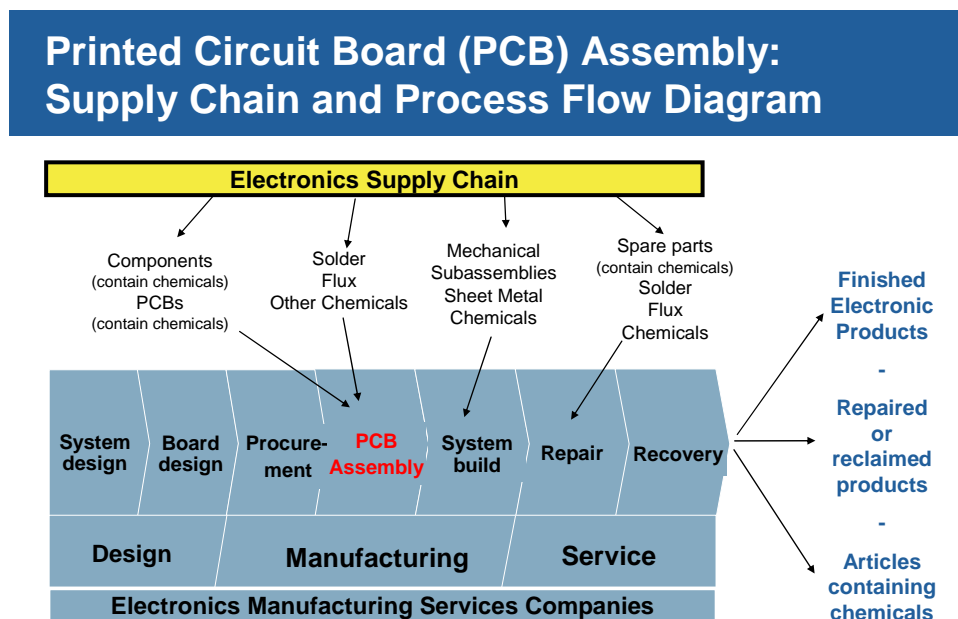 Printed Circuit Board (PCB) Assembly:
Supply Chain and Process Flow Diagram
Electronics Supply Chain
Components
(contain chemicals)
PCBs
(contain chemicals)
Solder
Flux
Other Chemicals
Mechanical
Subassemblies
Sheet Metal
Chemicals
Spare parts
(contain chemicals)
Solder
Flux
Chemicals
System
design
Board
design
Procure-
ment
PCB
Assembly
System
build
Repair
Recovery
Design
Manufacturing
Service
Electronics Manufacturing Services Companies
Finished
Electronic
Products
-
Repaired
or
reclaimed
products
-
Articles
containing
chemicals